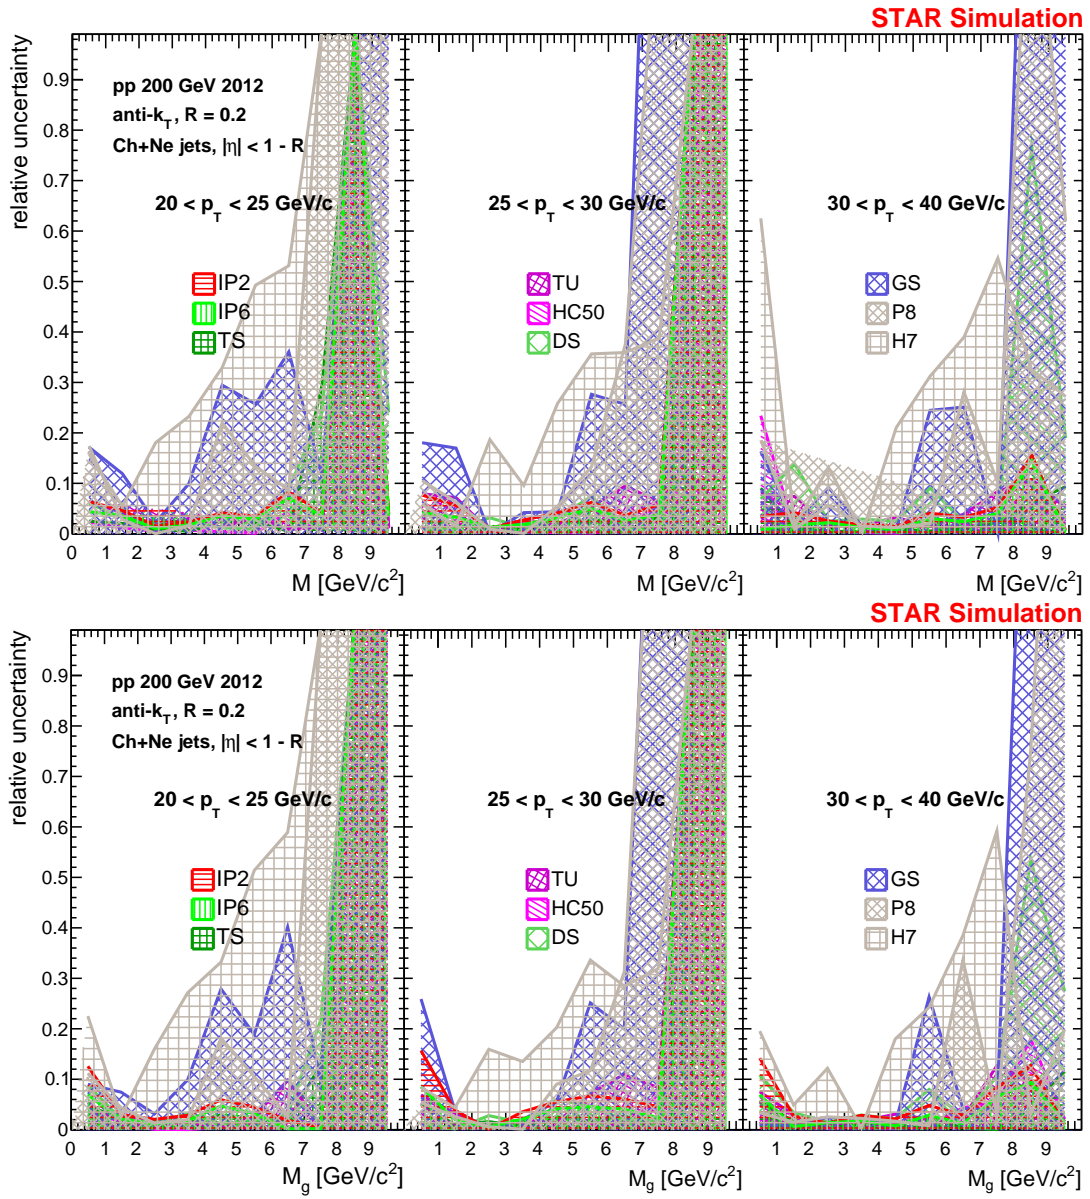 STAR Simulation
relative uncertainty
0.9
0.8
0.7
0.6
0.5
0.4
0.3
0.2
0.1
0
pp 200 GeV 2012
anti-k_T, R = 0.2
Ch+Ne jets, |η| < 1 - R
20 < p_T < 25 GeV/c
25 < p_T < 30 GeV/c
30 < p_T < 40 GeV/c
IP2 TU GS
IP6 HC50 P8
TS DS H7
0 1 2 3 4 5 6 7 8 9 1 2 3 4 5 6 7 8 9 1 2 3 4 5 6 7 8 9
M [GeV/c²] M [GeV/c²] M [GeV/c²]
STAR Simulation
relative uncertainty
0.9
0.8
0.7
0.6
0.5
0.4
0.3
0.2
0.1
0
pp 200 GeV 2012
anti-k_T, R = 0.2
Ch+Ne jets, |η| < 1 - R
20 < p_T < 25 GeV/c
25 < p_T < 30 GeV/c
30 < p_T < 40 GeV/c
IP2 TU GS
IP6 HC50 P8
TS DS H7
0 1 2 3 4 5 6 7 8 9 1 2 3 4 5 6 7 8 9 1 2 3 4 5 6 7 8 9
M_g [GeV/c²] M_g [GeV/c²] M_g [GeV/c²]